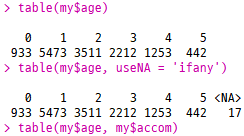 > table(my$age)
0 1 2 3 4 5
933 5473 3511 2212 1253 442
> table(my$age, useNA = 'ifany')
0 1 2 3 4 5 <NA>
933 5473 3511 2212 1253 442 17
> table(my$age, my$accom)